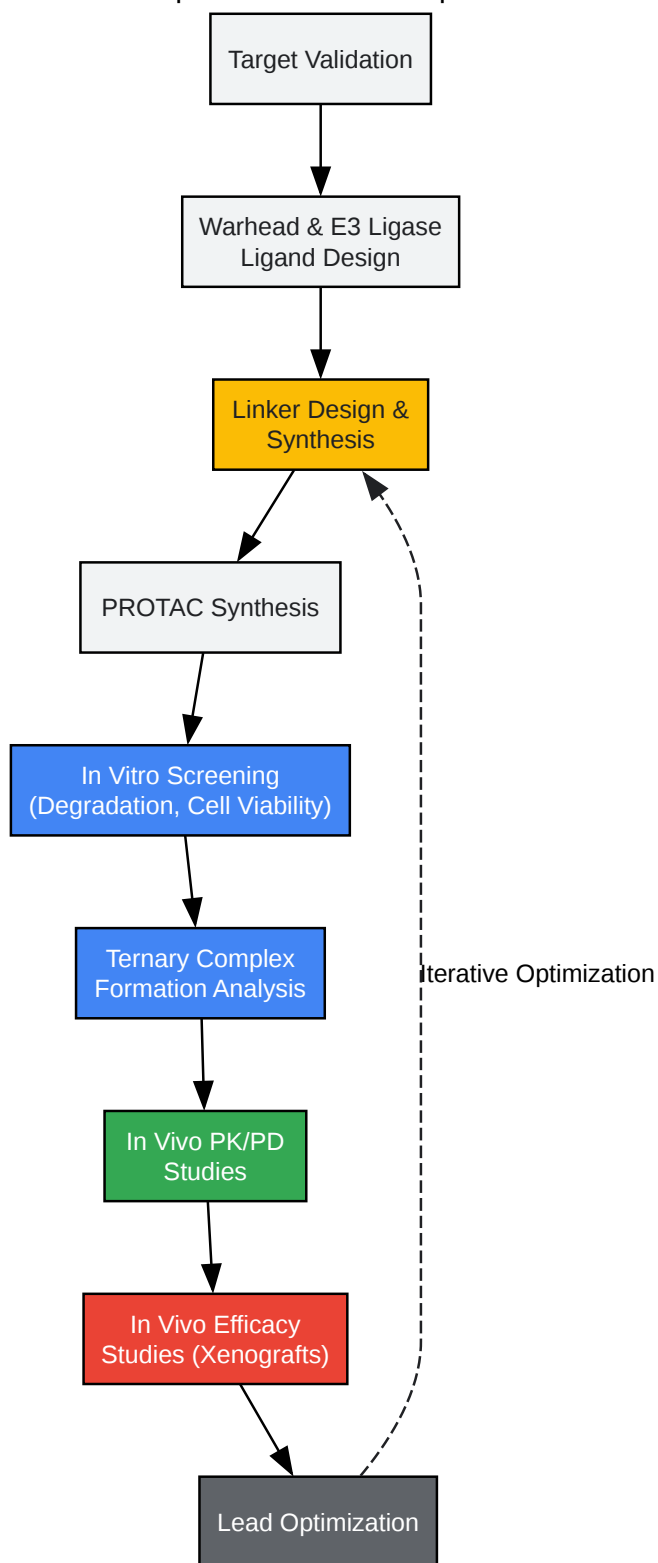 Target Validation
Warhead & E3 Ligase
Ligand Design
Linker Design &
Synthesis
PROTAC Synthesis
In Vitro Screening
(Degradation, Cell Viability)
Ternary Complex
Formation Analysis
Iterative Optimization
In Vivo PK/PD
Studies
In Vivo Efficacy
Studies (Xenografts)
Lead Optimization